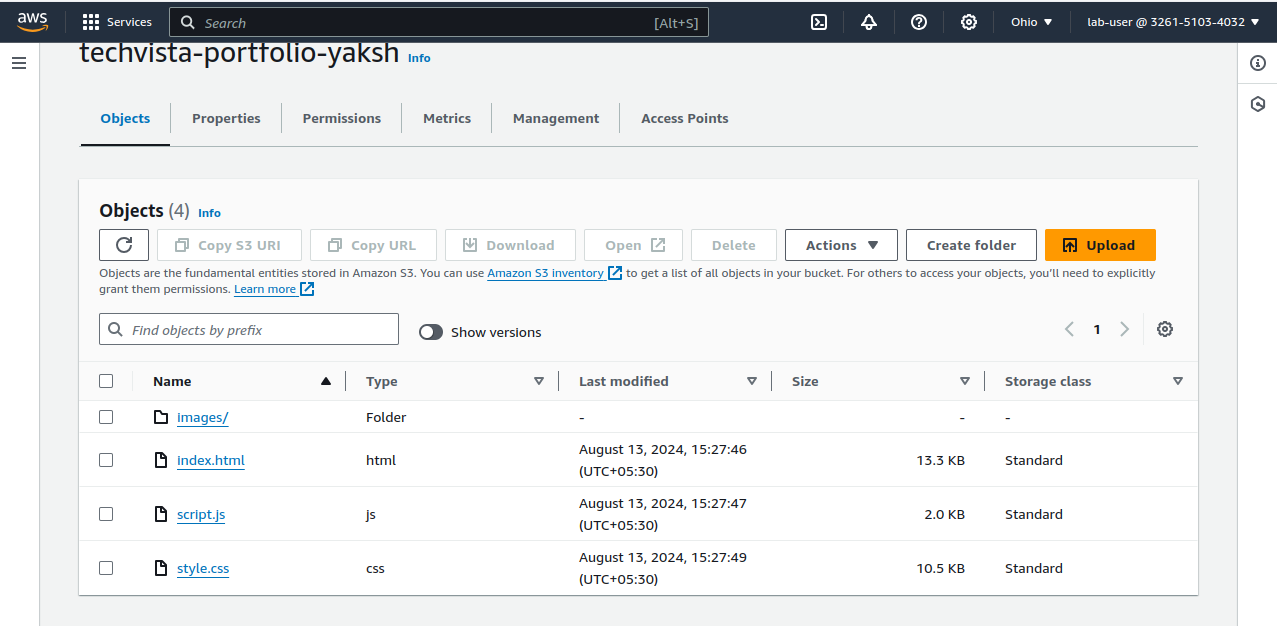 aws Services Search [Alt+S] Ohio lab-user @ 3261-5103-4032
techvista-portfolio-yaksh Info
Objects Properties Permissions Metrics Management Access Points
Objects (4) Info
Copy S3 URI Copy URL Download Open Delete Actions Create folder Upload
Objects are the fundamental entities stored in Amazon S3. You can use Amazon S3 inventory to get a list of all objects in your bucket. For others to access your objects, you'll need to explicitly
grant them permissions. Learn more
Find objects by prefix Show versions 1
Name Type Last modified Size Storage class
images/ Folder - - -
index.html html August 13, 2024, 15:27:46 (UTC+05:30) 13.3 KB Standard
script.js js August 13, 2024, 15:27:47 (UTC+05:30) 2.0 KB Standard
style.css css August 13, 2024, 15:27:49 (UTC+05:30) 10.5 KB Standard